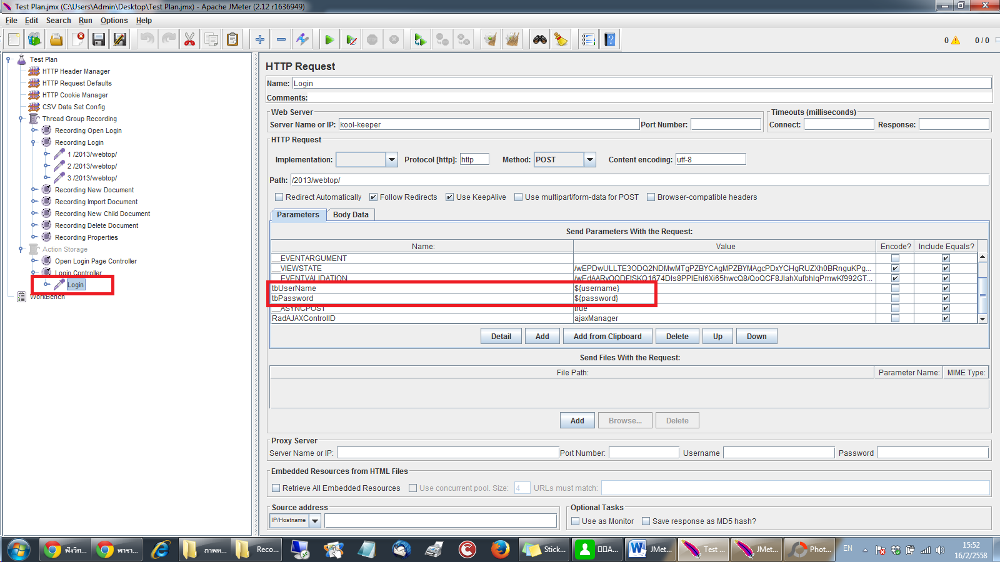 Test Plan.jmx (C:\Users\Admin\Desktop\Test Plan.jmx) - Apache JMeter (2.12 r1636949)
File Edit Search Run Options Help
0 0 / 0
Test Plan
HTTP Header Manager
HTTP Request Defaults
HTTP Cookie Manager
CSV Data Set Config
Thread Group Recording
Recording Open Login
Recording Login
1 /2013/webtop/
2 /2013/webtop/
3 /2013/webtop/
Recording New Document
Recording Import Document
Recording New Child Document
Recording Delete Document
Recording Properties
Action Storage
Open Login Page Controller
Login Controller
Login
WorkBench
HTTP Request
Name: Login
Comments:
Web Server
Server Name or IP: kool-keeper Port Number:
Timeouts (milliseconds)
Connect: Response:
HTTP Request
Implementation: Protocol [http]: http Method: POST Content encoding: utf-8
Path: /2013/webtop/
Redirect Automatically Follow Redirects Use KeepAlive Use multipart/form-data for POST Browser-compatible headers
Parameters Body Data
Send Parameters With the Request:
Name: Value Encode? Include Equals?
__EVENTARGUMENT
__VIEWSTATE /wEPDwULLTE3ODQ2NDMwMTgPZBYCAgMPZBYMAgcPDxYCHgRUZXh0BRnguKPg...
__EVENTVALIDATION
tbUserName ${username}
tbPassword ${password}
__ASYNCPOST true
RadAJAXControlID ajaxManager
Detail Add Add from Clipboard Delete Up Down
Send Files With the Request:
File Path: Parameter Name: MIME Type:
Add Browse... Delete
Proxy Server
Server Name or IP: Port Number: Username Password
Embedded Resources from HTML Files
Retrieve All Embedded Resources Use concurrent pool. Size: 4 URLs must match:
Source address
IP/Hostname
Optional Tasks
Use as Monitor Save response as MD5 hash?
ฟังวิท... พารา... ภาพห... Reco... Stick... JMet... Test ... JMet... Phot... EN
15:52
16/2/2558